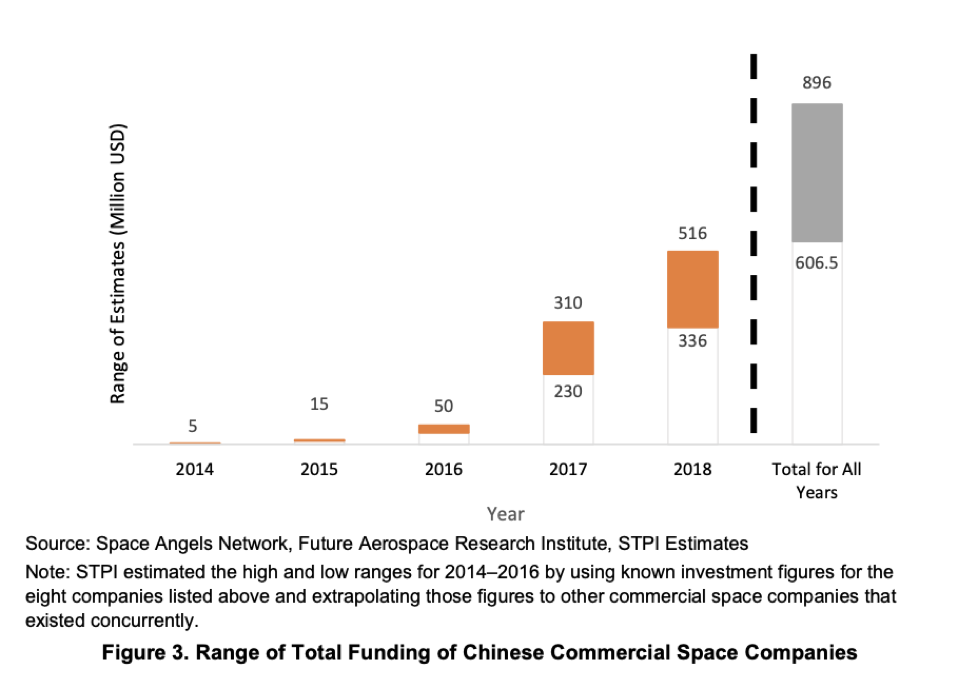 Range of Estimates (Million USD)
896
606.5
516
336
310
230
50
15
5
2014 2015 2016 2017 2018 Total for All
Years
Year
Source: Space Angels Network, Future Aerospace Research Institute, STPI Estimates
Note: STPI estimated the high and low ranges for 2014–2016 by using known investment figures for the
eight companies listed above and extrapolating those figures to other commercial space companies that
existed concurrently.
Figure 3. Range of Total Funding of Chinese Commercial Space Companies